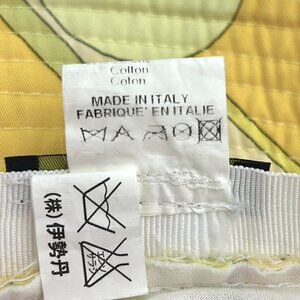 Cotton
Coton
MADE IN ITALY
FABRIQUE' EN ITALIE
(株)伊勢丹